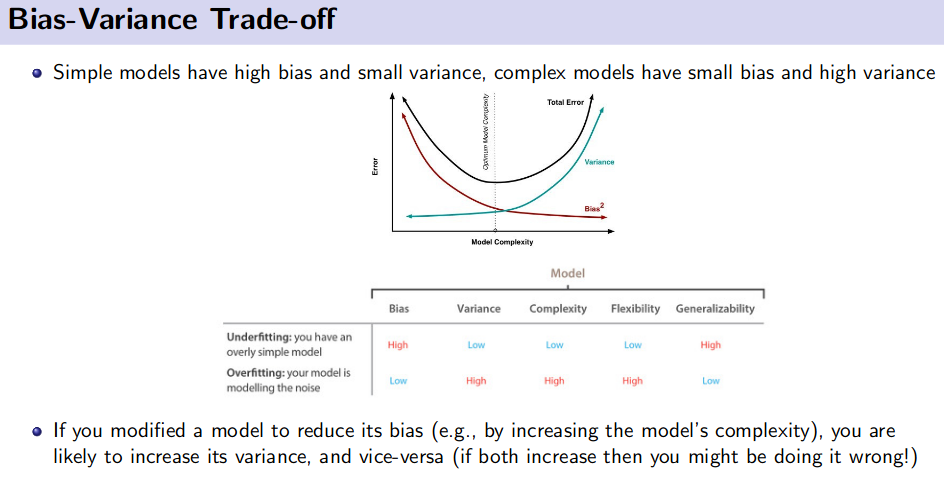 Bias-Variance Trade-off
Simple models have high bias and small variance, complex models have small bias and high variance
Total Error
Optimum Model Complexity
Error
Variance
Bias2
Model Complexity
Model
Bias Variance Complexity Flexibility Generalizability
Underfitting: you have an
overly simple model
High Low Low Low High
Overfitting: your model is
modelling the noise
Low High High High Low
If you modified a model to reduce its bias (e.g., by increasing the model's complexity), you are
likely to increase its variance, and vice-versa (if both increase then you might be doing it wrong!)